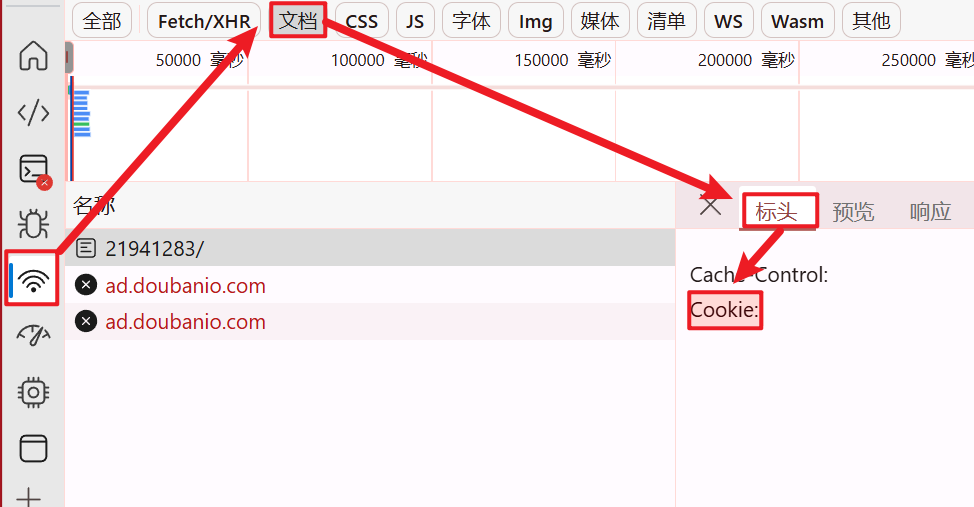 全部 Fetch/XHR 文档 CSS JS 字体 Img 媒体 清单 WS Wasm 其他
50000 毫秒 100000 毫秒 150000 毫秒 200000 毫秒 250000 毫秒
名称
标头 预览 响应
21941283/
Cache-Control:
ad.doubanio.com
Cookie:
ad.doubanio.com